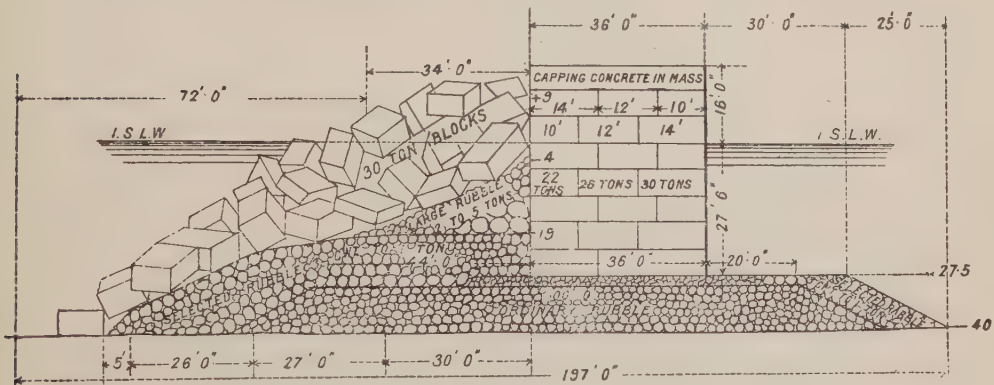 36' 0"
30' 0"
25' 0"
34' 0"
72' 0"
CAPPING CONCRETE IN MASS
16' 0"
+9
14' 12' 10'
10' 12' 14'
I. S L.W.
I S.L.W.
30 TON BLOCKS
4
22 TONS
26 TONS
30 TONS
LARGE RUBBLE
2 TO 5 TONS
27' 6"
19
SELECTED RUBBLE
TON
44' 0"
36' 0"
20' 0"
27·5
ORDINARY RUBBLE
SELECTED RUBBLE
40
5'
26' 0"
27' 0"
30' 0"
197' 0"